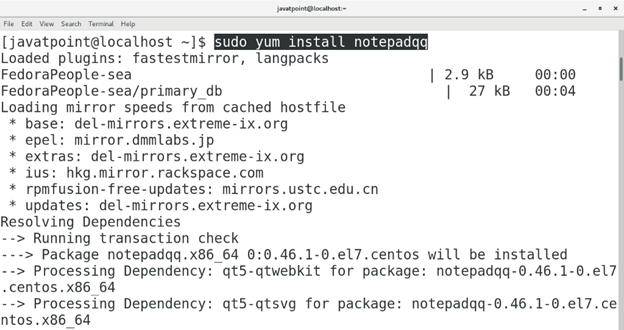 javatpoint@localhost:~
File Edit View Search Terminal Help
[javatpoint@localhost ~]$ sudo yum install notepadqq
Loaded plugins: fastestmirror, langpacks
FedoraPeople-sea | 2.9 kB 00:00
FedoraPeople-sea/primary_db | 27 kB 00:04
Loading mirror speeds from cached hostfile
* base: del-mirrors.extreme-ix.org
* epel: mirror.dmmlabs.jp
* extras: del-mirrors.extreme-ix.org
* ius: hkg.mirror.rackspace.com
* rpmfusion-free-updates: mirrors.ustc.edu.cn
* updates: del-mirrors.extreme-ix.org
Resolving Dependencies
--> Running transaction check
---> Package notepadqq.x86_64 0:0.46.1-0.el7.centos will be installed
--> Processing Dependency: qt5-qtwebkit for package: notepadqq-0.46.1-0.el7
.centos.x86_64
--> Processing Dependency: qt5-qtsvg for package: notepadqq-0.46.1-0.el7.ce
ntos.x86_64